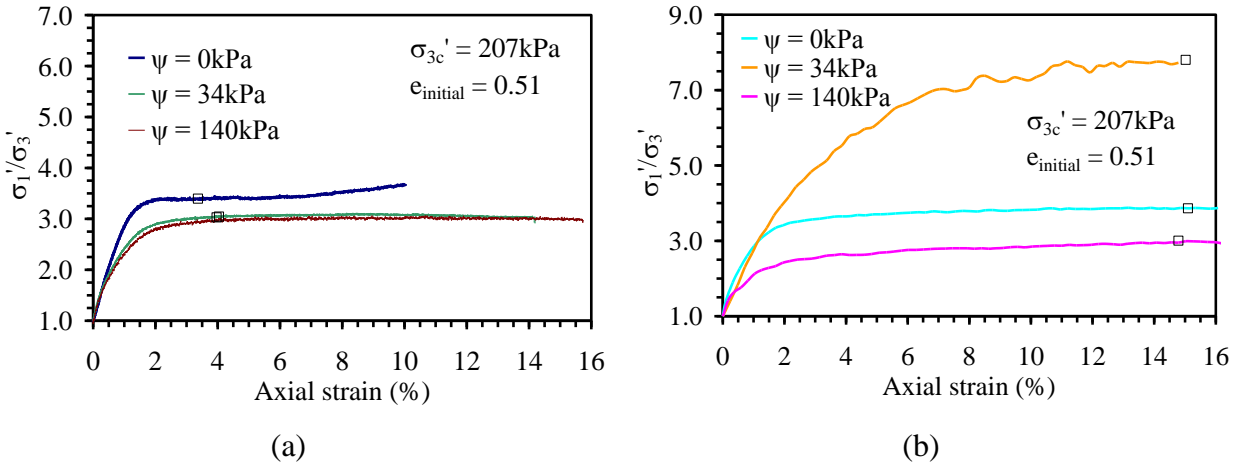 7.0
6.0
5.0
4.0
3.0
2.0
1.0
σ₁'/σ₃'
ψ = 0kPa
ψ = 34kPa
ψ = 140kPa
σ₃c' = 207kPa
e_initial = 0.51
0 2 4 6 8 10 12 14 16
Axial strain (%)
(a)
9.0
7.0
5.0
3.0
1.0
σ₁'/σ₃'
ψ = 0kPa
ψ = 34kPa
ψ = 140kPa
σ₃c' = 207kPa
e_initial = 0.51
0 2 4 6 8 10 12 14 16
Axial strain (%)
(b)